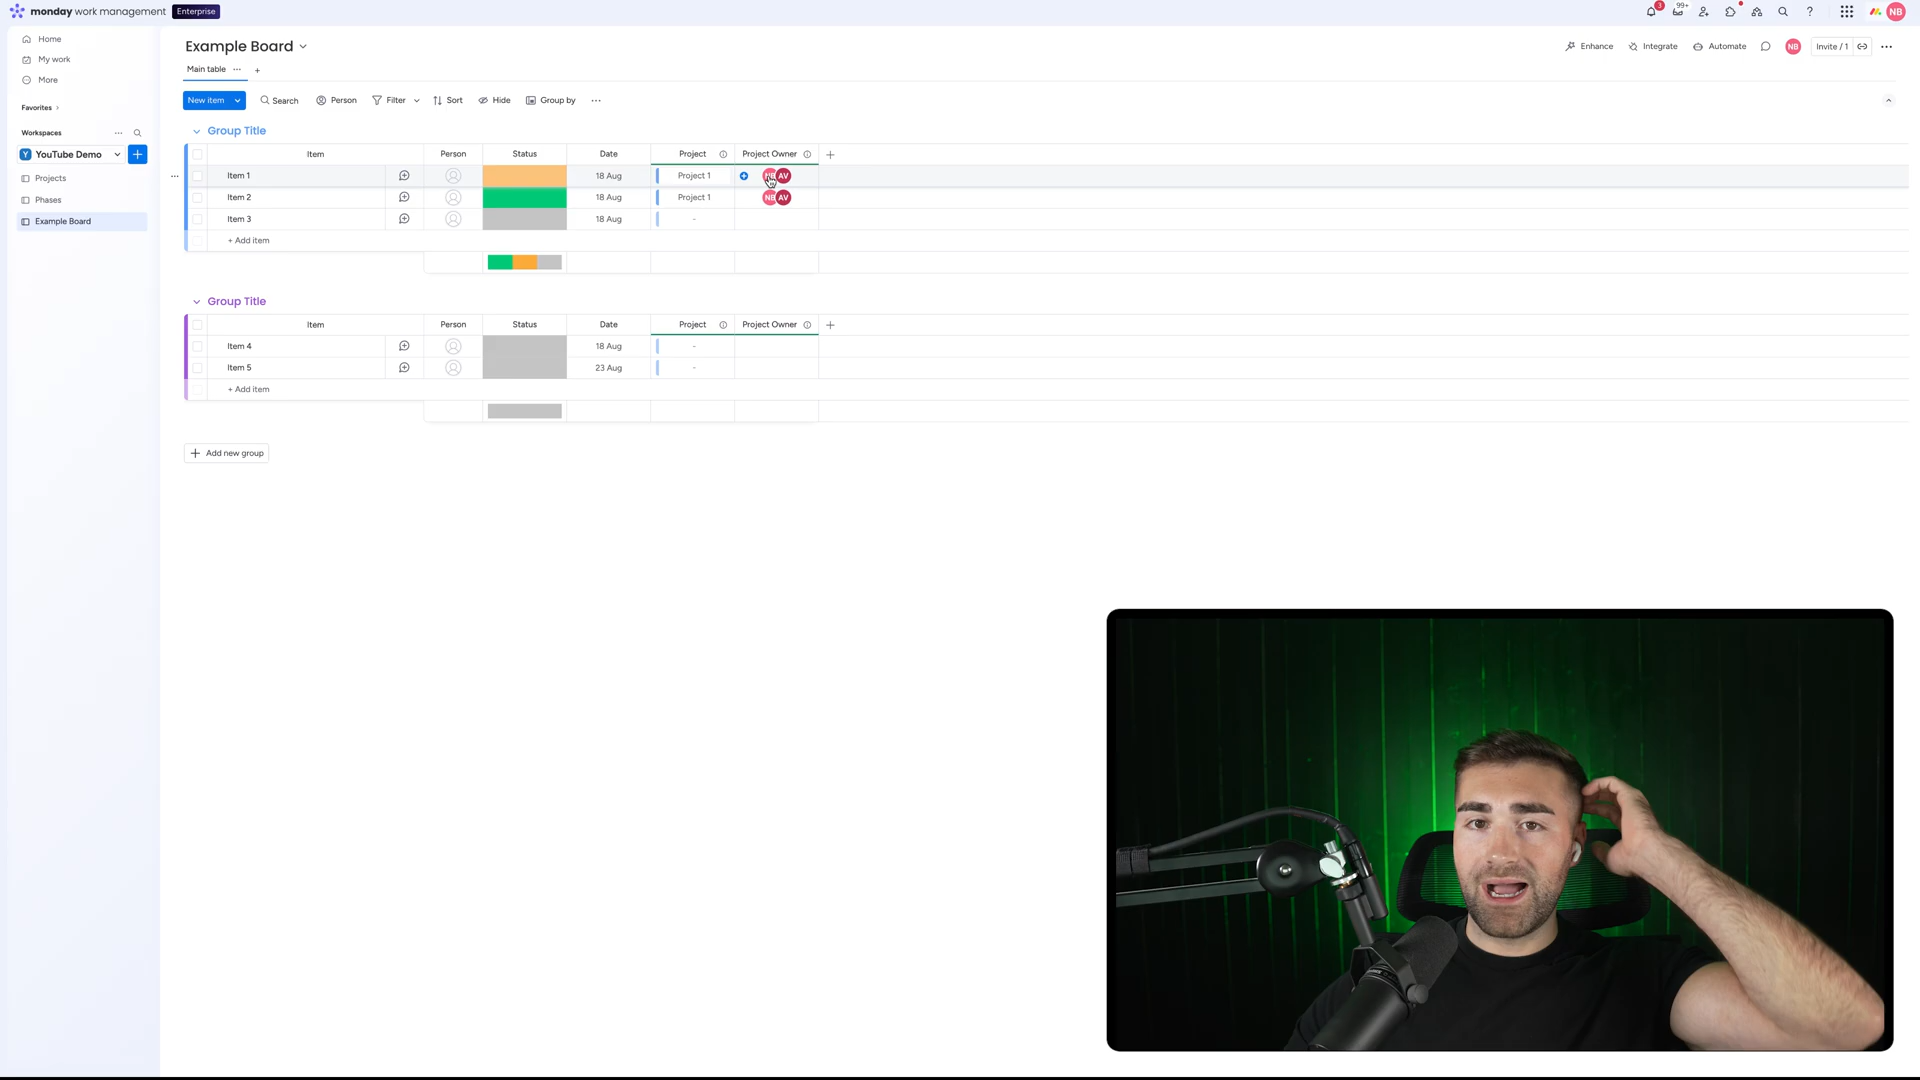 monday work management Enterprise
3
99+
NB
Home
My work
More
Favorites
Workspaces
Y YouTube Demo
Projects
Phases
Example Board
Example Board
Enhance
Integrate
Automate
NB
Invite / 1
Main table
New item
Search
Person
Filter
Sort
Hide
Group by
Group Title
Item Person Status Date Project Project Owner
Item 1 18 Aug Project 1 AV
Item 2 18 Aug Project 1 NB AV
Item 3 18 Aug -
+ Add item
Group Title
Item Person Status Date Project Project Owner
Item 4 18 Aug -
Item 5 23 Aug -
+ Add item
Add new group